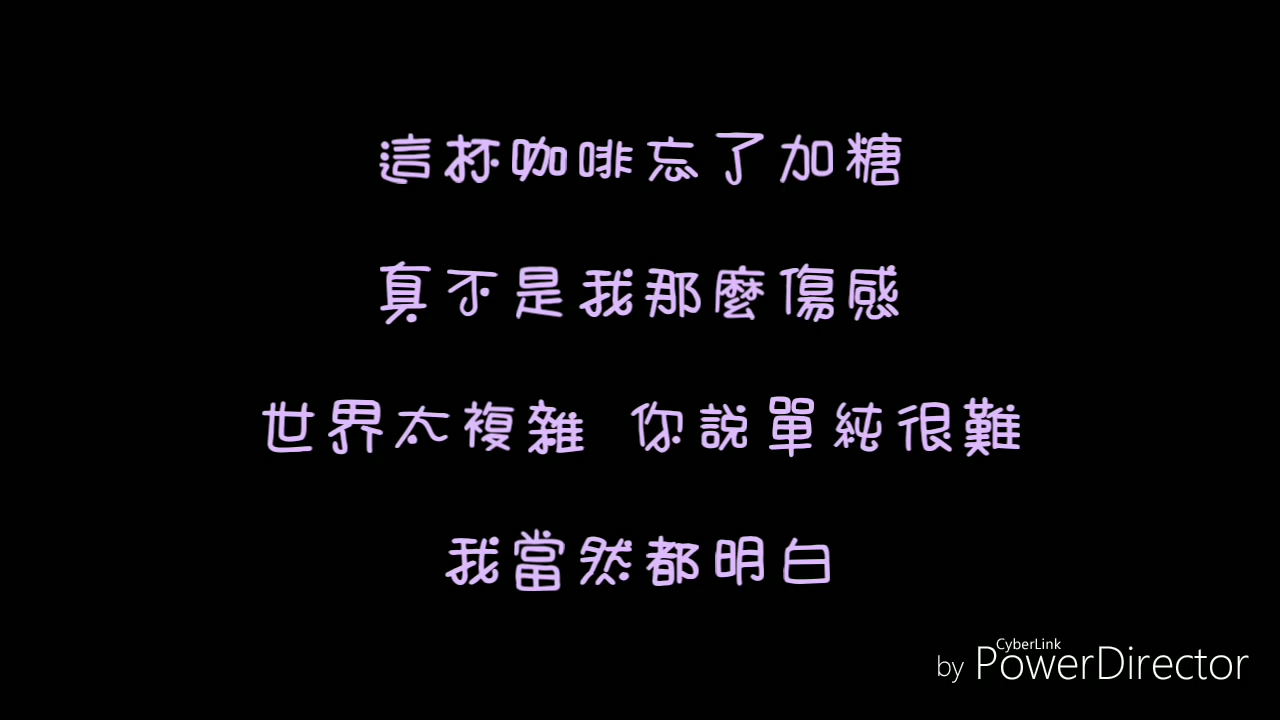 這杯咖啡忘了加糖
真不是我那麼傷感
世界太複雜 你說單純很難
我當然都明白
CyberLink
by PowerDirector